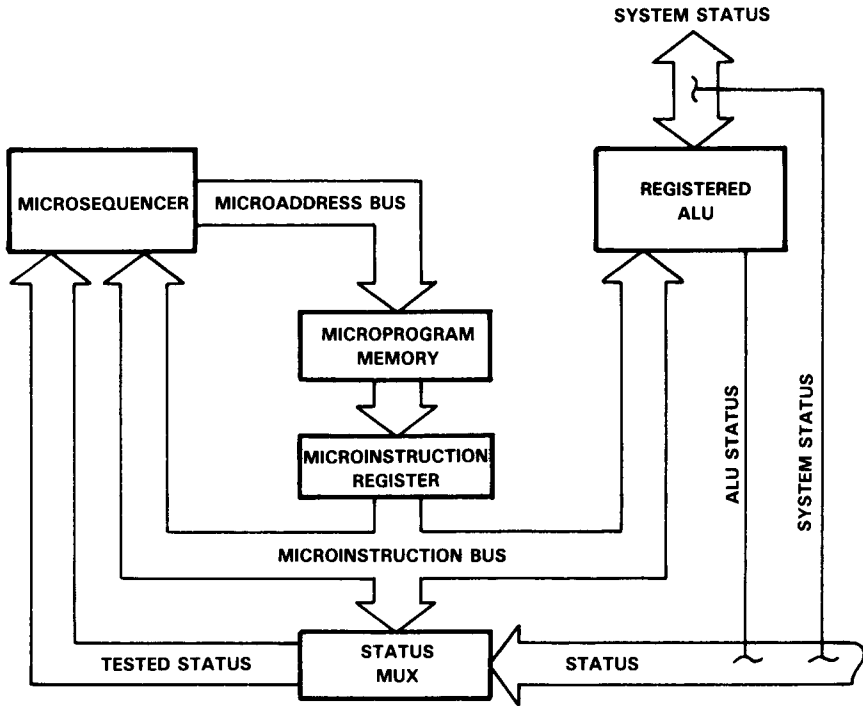 SYSTEM STATUS
MICROSEQUENCER
MICROADDRESS BUS
REGISTERED
ALU
MICROPROGRAM
MEMORY
MICROINSTRUCTION
REGISTER
ALU STATUS
SYSTEM STATUS
MICROINSTRUCTION BUS
TESTED STATUS
STATUS
MUX
STATUS